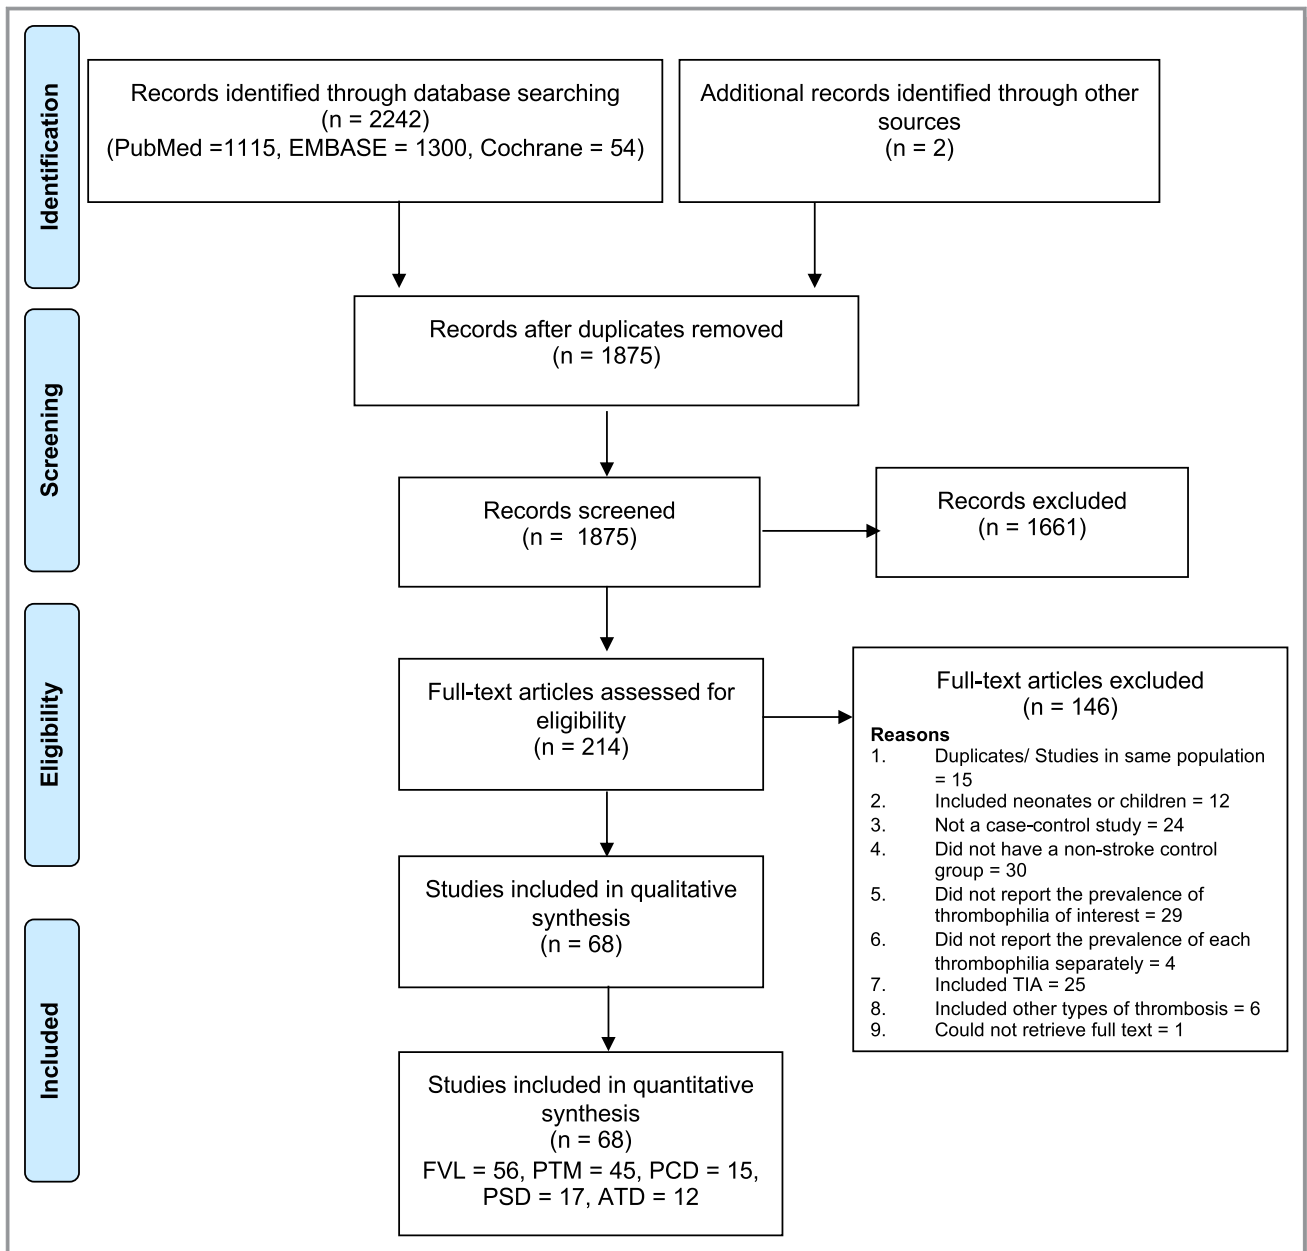 Identification
Records identified through database searching
(n = 2242)
(PubMed =1115, EMBASE = 1300, Cochrane = 54)
Additional records identified through other
sources
(n = 2)
Screening
Records after duplicates removed
(n = 1875)
Records screened
(n = 1875)
Records excluded
(n = 1661)
Eligibility
Full-text articles assessed for
eligibility
(n = 214)
Full-text articles excluded
(n = 146)
Reasons
1. Duplicates/ Studies in same population
= 15
2. Included neonates or children = 12
3. Not a case-control study = 24
4. Did not have a non-stroke control
group = 30
5. Did not report the prevalence of
thrombophilia of interest = 29
6. Did not report the prevalence of each
thrombophilia separately = 4
7. Included TIA = 25
8. Included other types of thrombosis = 6
9. Could not retrieve full text = 1
Included
Studies included in qualitative
synthesis
(n = 68)
Studies included in quantitative
synthesis
(n = 68)
FVL = 56, PTM = 45, PCD = 15,
PSD = 17, ATD = 12